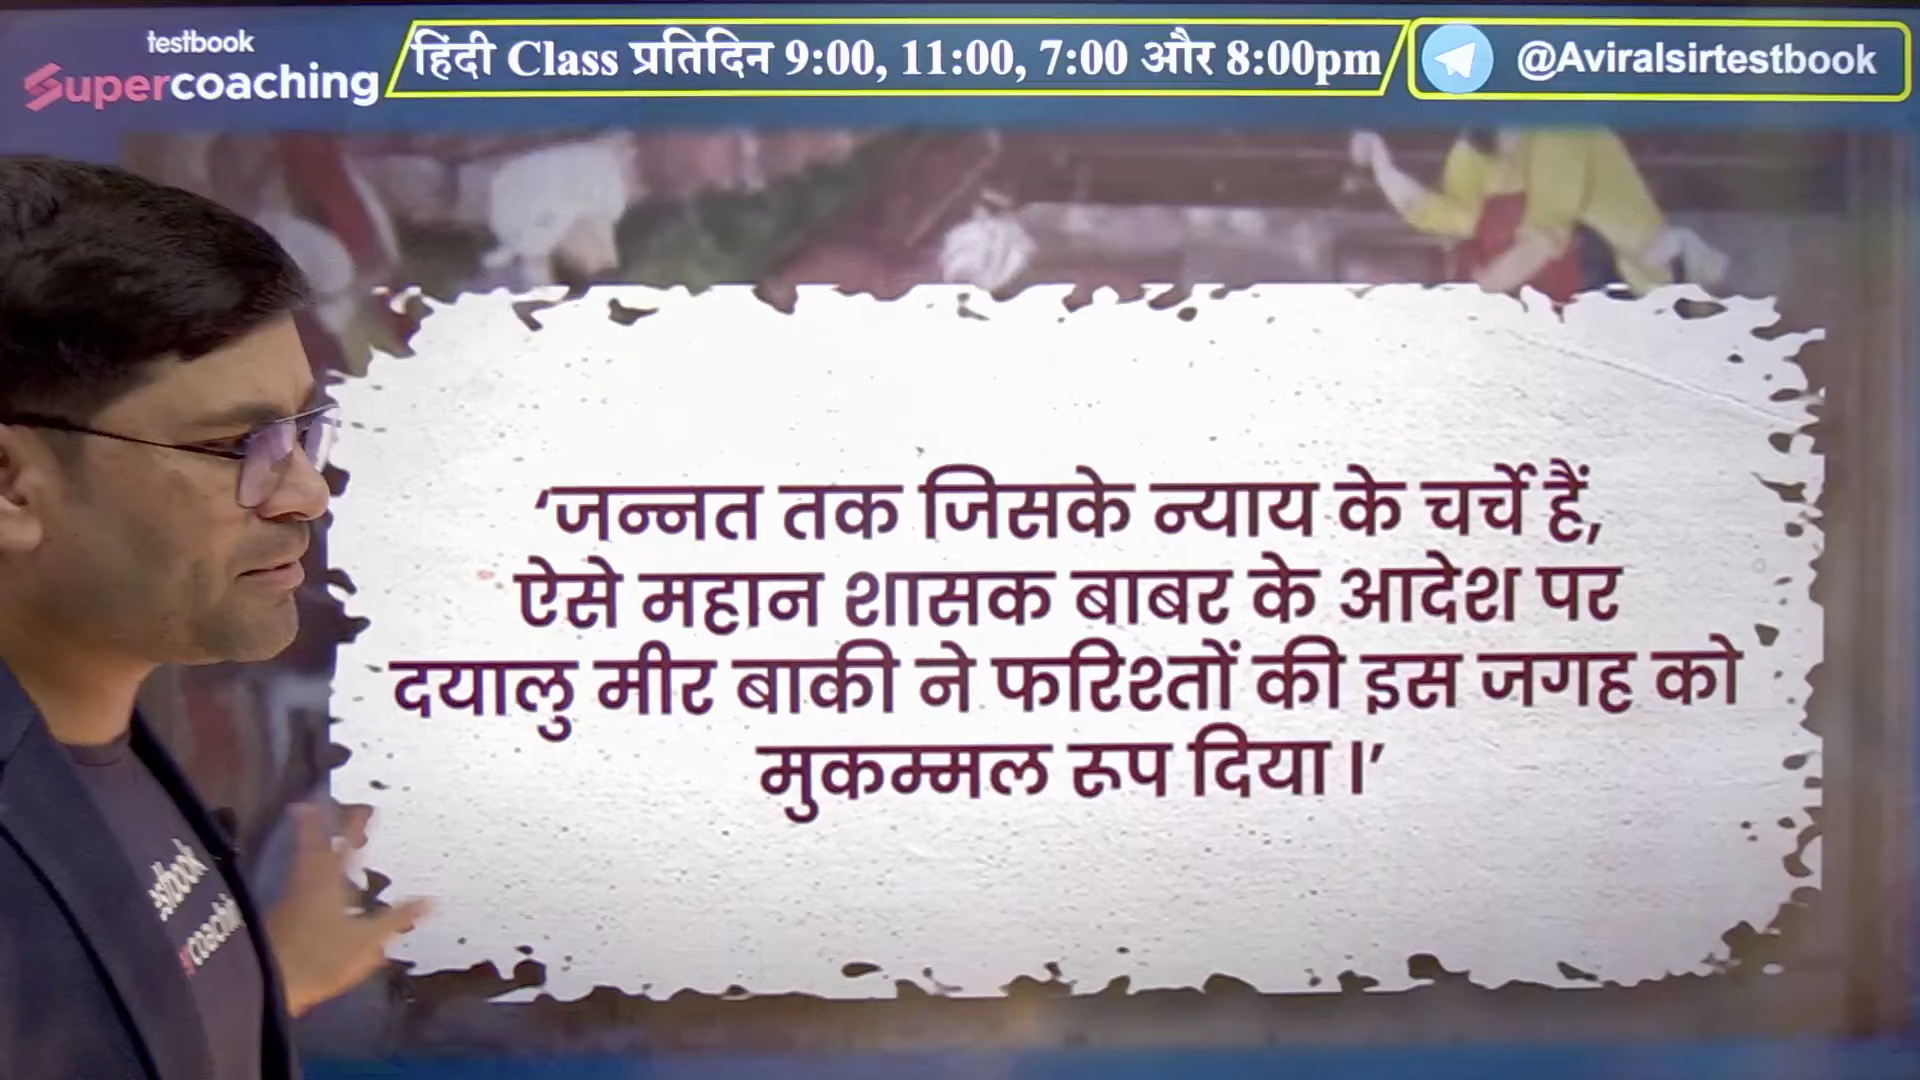 testbook
Supercoaching
हिंदी Class प्रतिदिन 9:00, 11:00, 7:00 और 8:00pm
@Aviralsirtestbook
‘जन्नत तक जिसके न्याय के चर्चे हैं,
ऐसे महान शासक बाबर के आदेश पर
दयालु मीर बाकी ने फरिश्तों की इस जगह को
मुकम्मल रूप दिया।’